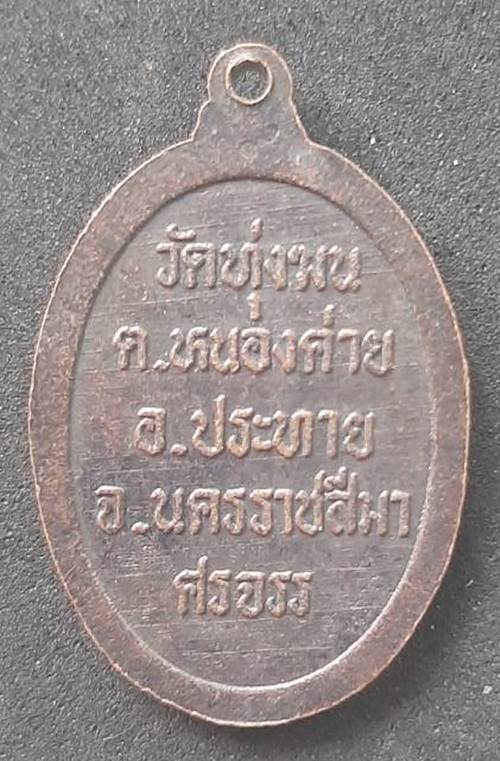 วัดทุ่งมน
ต.หนองค่าย
อ.ประทาย
จ.นครราชสีมา
ศรจรร